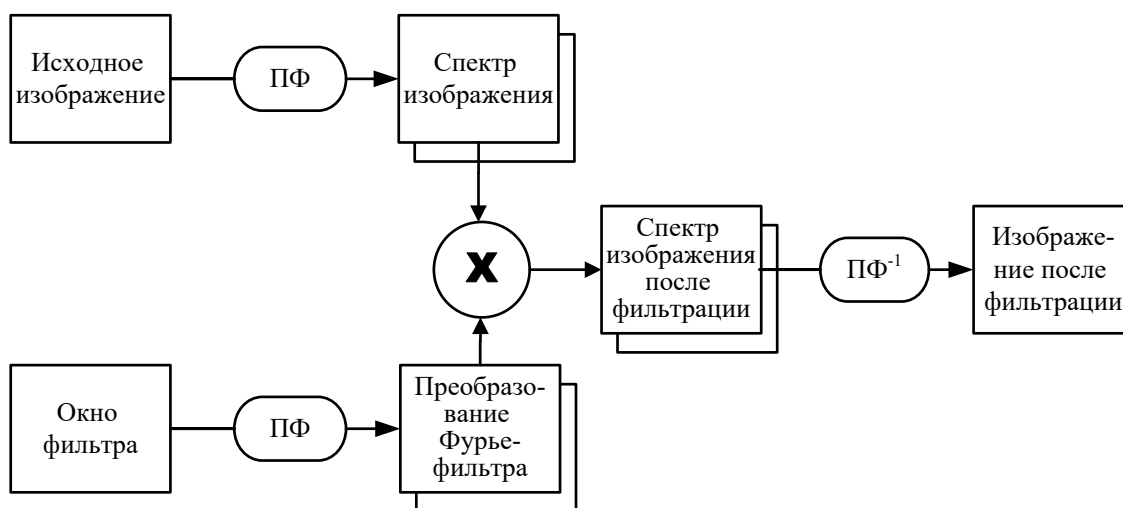 Исходное
изображение
ПФ
Спектр
изображения
X
Спектр
изображения
после
фильтрации
ПФ-1
Изображе-
ние после
фильтрации
Окно
фильтра
ПФ
Преобразо-
вание
Фурье-
фильтра